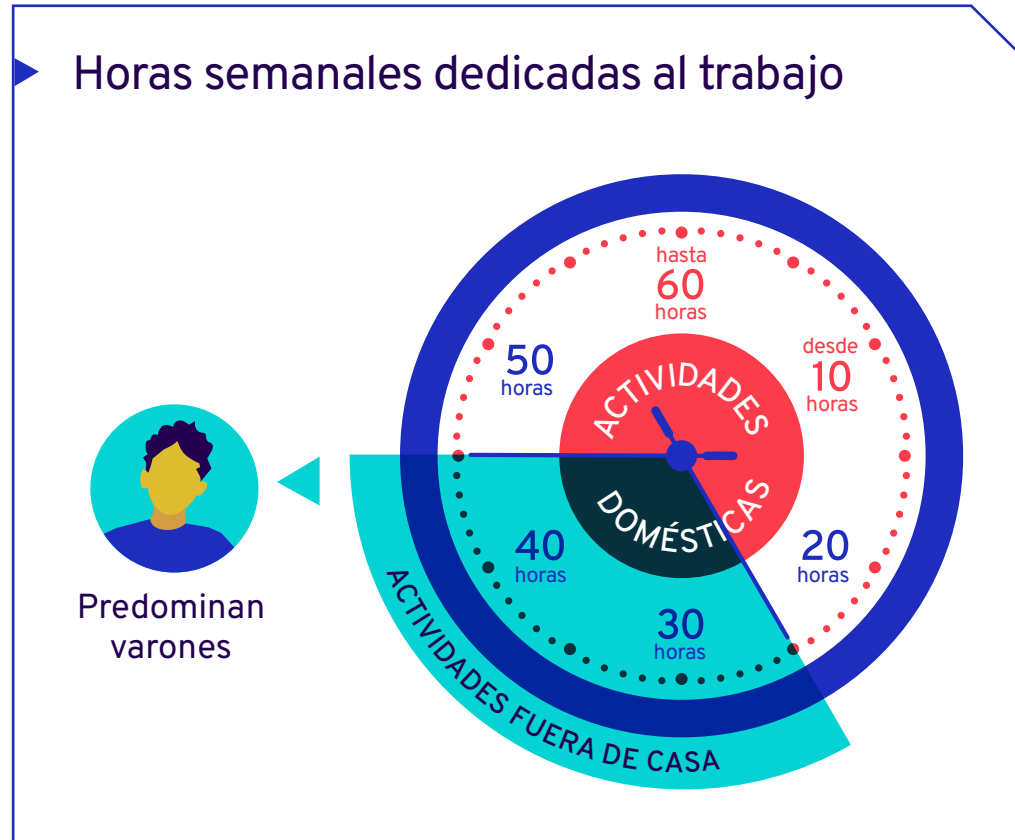 Horas semanales dedicadas al trabajo
hasta
60
horas
desde
10
horas
50
horas
ACTIVIDADES
DOMÉSTICAS
20
horas
40
horas
30
horas
ACTIVIDADES FUERA DE CASA
Predominan
varones